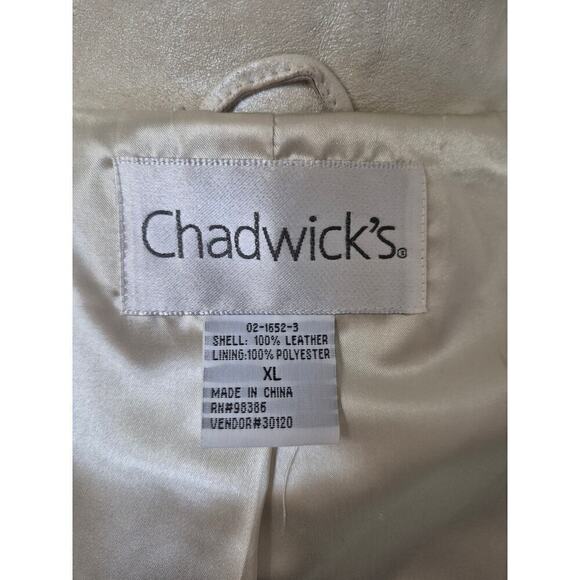 Chadwick's®
02-1652-3
SHELL: 100% LEATHER
LINING:100% POLYESTER
XL
MADE IN CHINA
RN#98386
VENDOR#30120